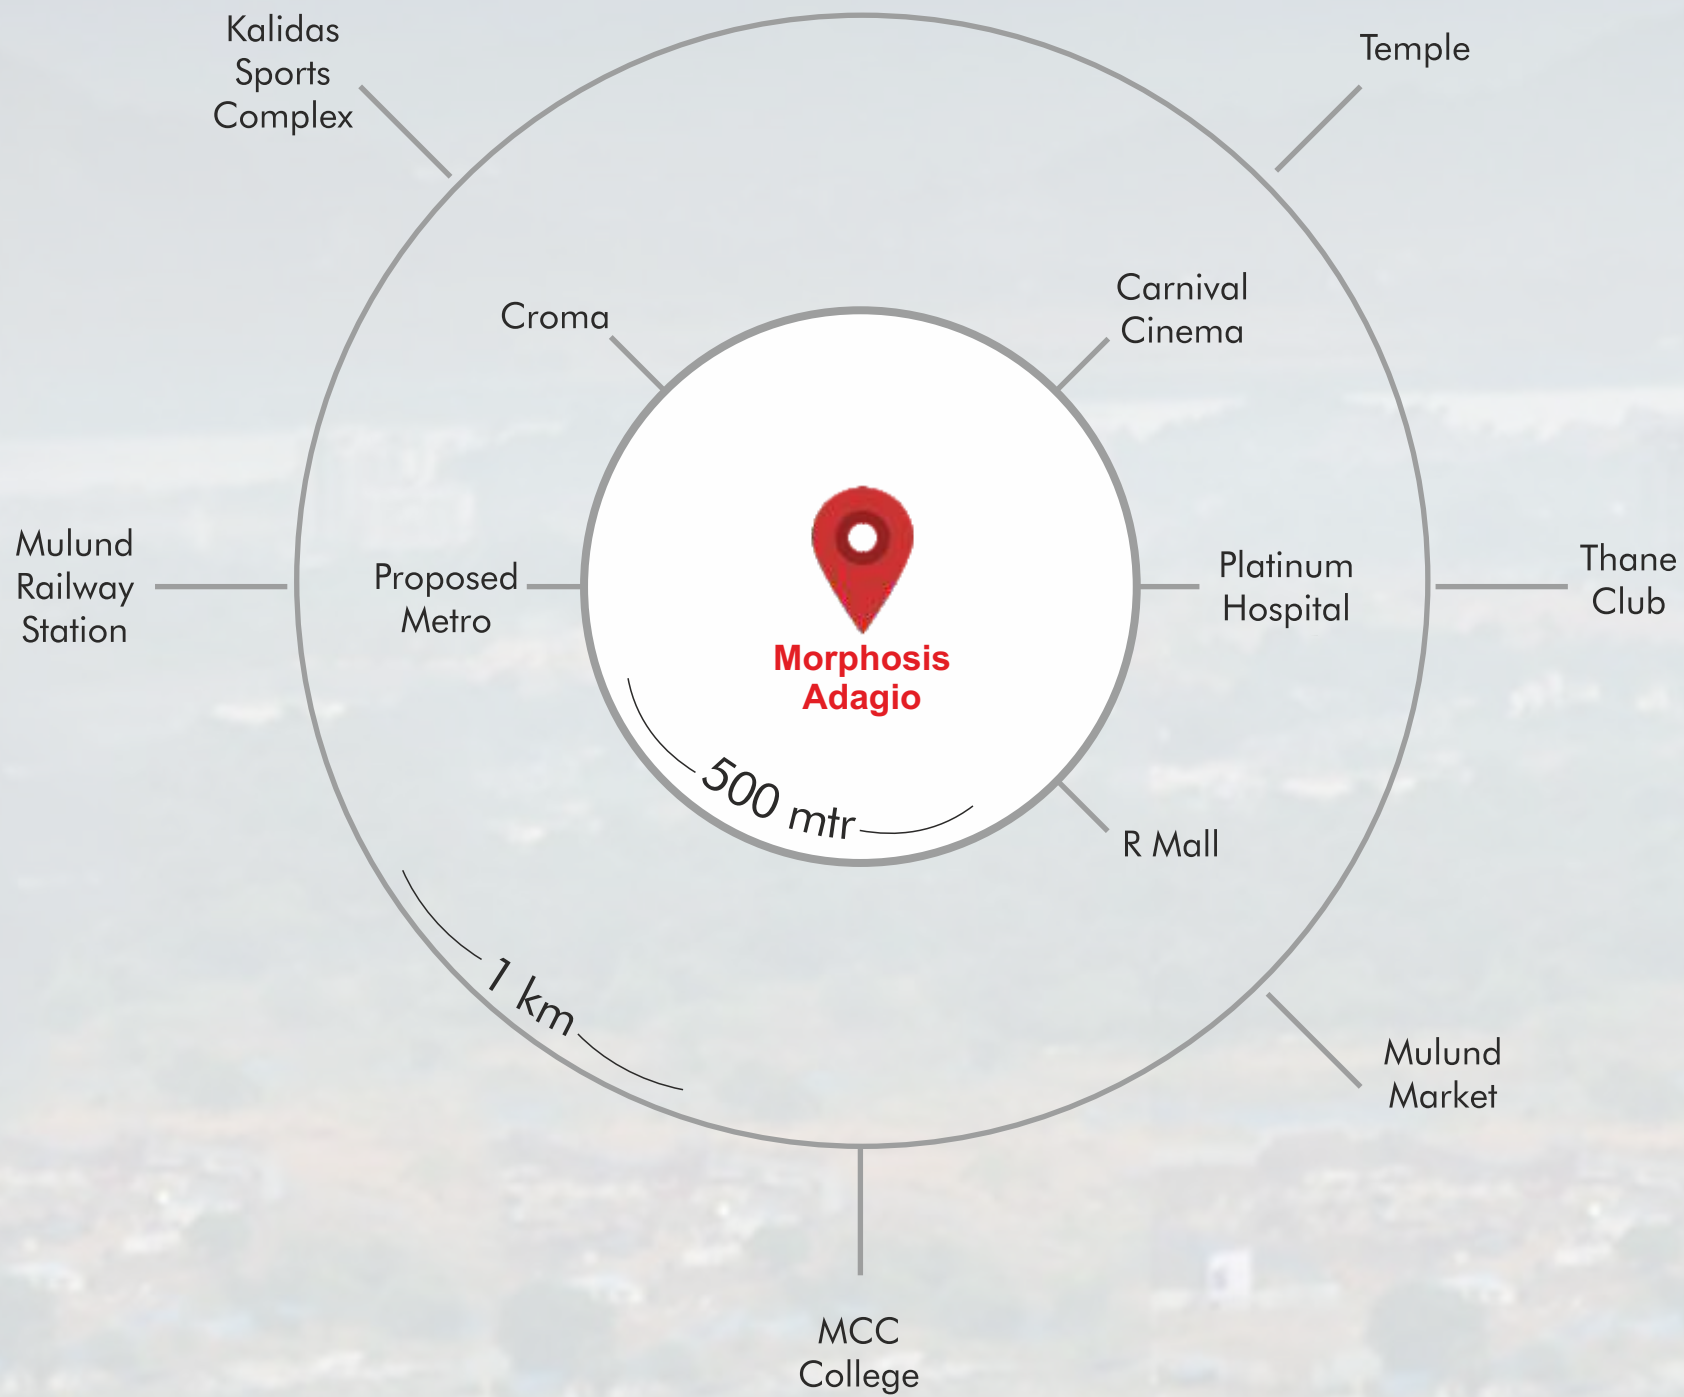 Kalidas
Sports
Complex
Temple
Croma
Carnival
Cinema
Mulund
Railway
Station
Proposed
Metro
Platinum
Hospital
Thane
Club
Morphosis
Adagio
500 mtr
R Mall
1 km
Mulund
Market
MCC
College